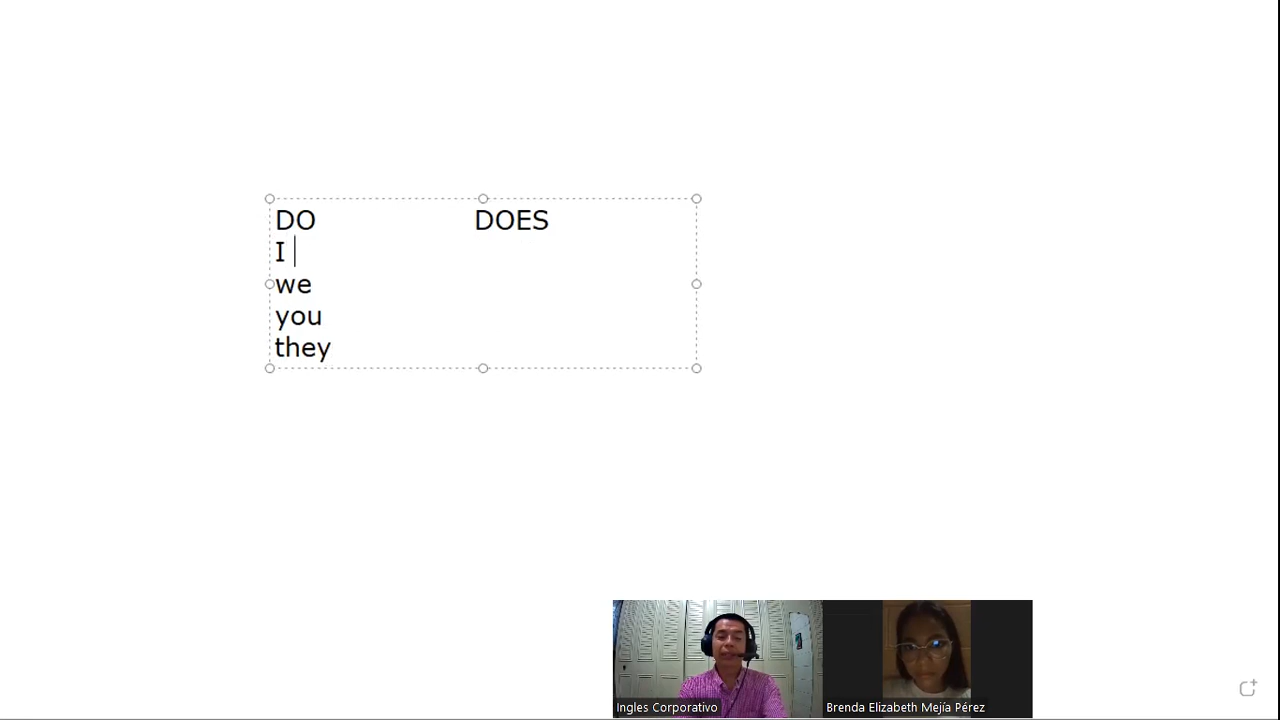 DO DOES
I
we
you
they
Ingles Corporativo
Brenda Elizabeth Mejía Pérez